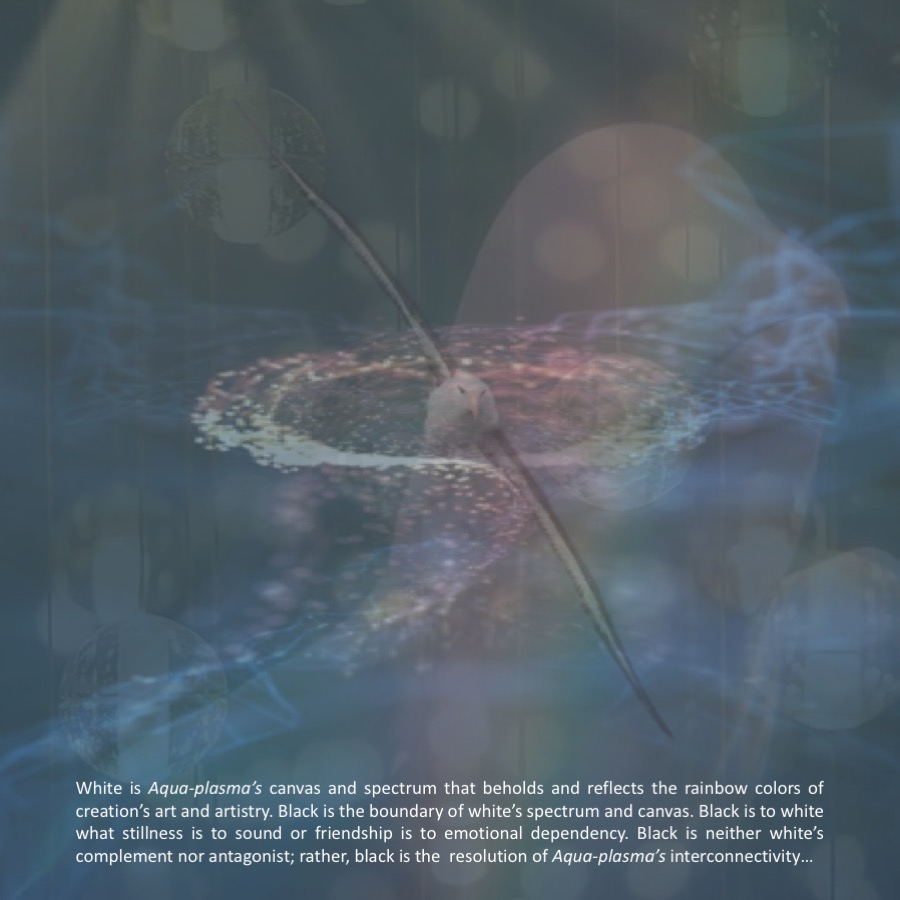 White is Aqua-plasma’s canvas and spectrum that beholds and reflects the rainbow colors of
creation’s art and artistry. Black is the boundary of white’s spectrum and canvas. Black is to white
what stillness is to sound or friendship is to emotional dependency. Black is neither white’s
complement nor antagonist; rather, black is the resolution of Aqua-plasma’s interconnectivity…